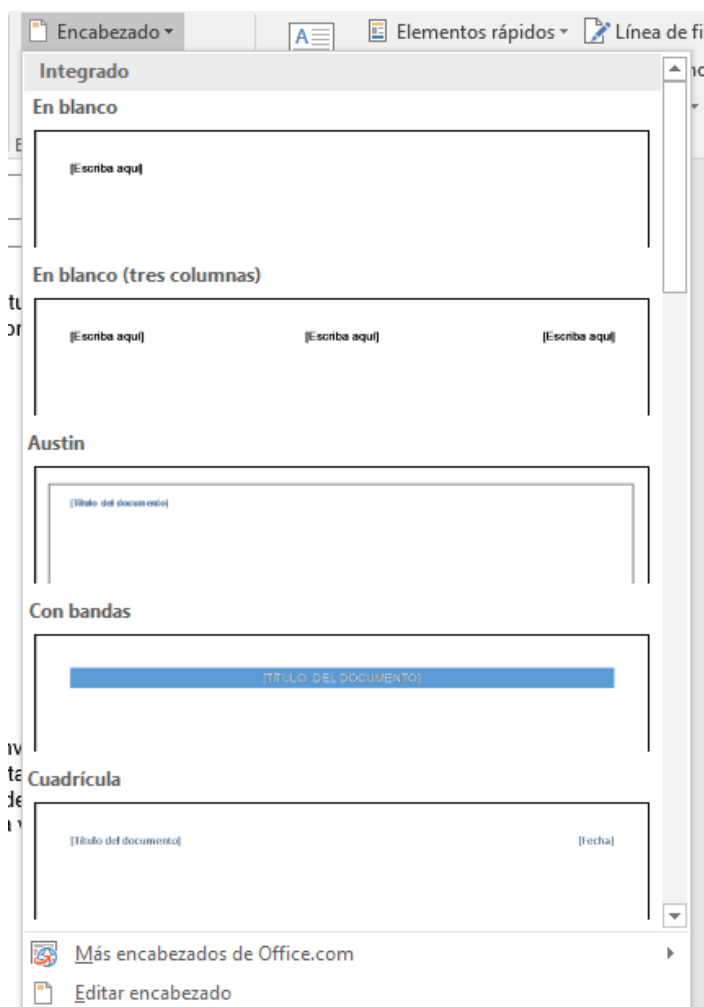 Encabezado
Elementos rápidos
Línea de fi
Integrado
En blanco
[Escriba aquí]
En blanco (tres columnas)
[Escriba aquí] [Escriba aquí] [Escriba aquí]
Austin
[Título del documento]
Con bandas
[TÍTULO DEL DOCUMENTO]
Cuadrícula
[Título del documento] [Fecha]
Más encabezados de Office.com
Editar encabezado